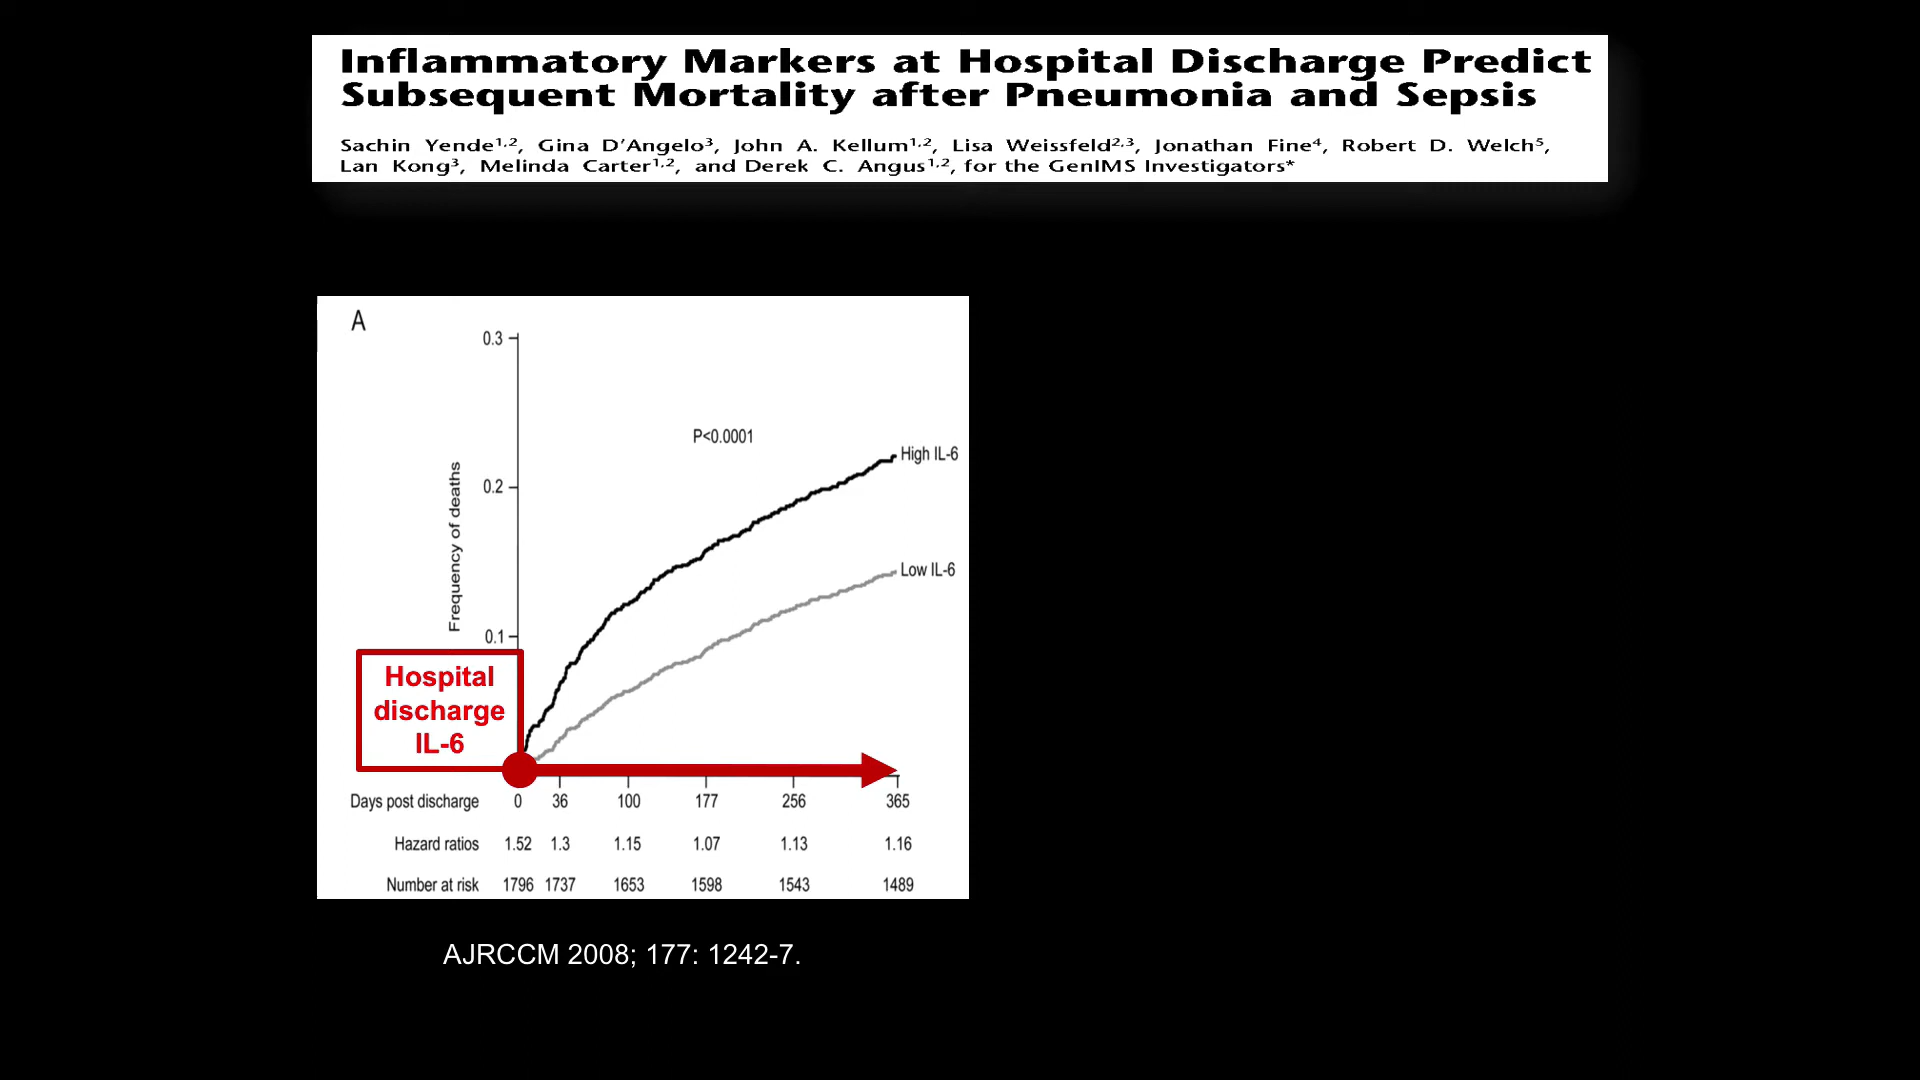 Inflammatory Markers at Hospital Discharge Predict
Subsequent Mortality after Pneumonia and Sepsis
Sachin Yende1,2, Gina D'Angelo3, John A. Kellum1,2, Lisa Weissfeld2,3, Jonathan Fine4, Robert D. Welch5,
Lan Kong3, Melinda Carter1,2, and Derek C. Angus1,2, for the GenIMS Investigators*
A
0.3
P<0.0001
High IL-6
Frequency of deaths
0.2
Low IL-6
0.1
Hospital
discharge
IL-6
Days post discharge 0 36 100 177 256 365
Hazard ratios 1.52 1.3 1.15 1.07 1.13 1.16
Number at risk 1796 1737 1653 1598 1543 1489
AJRCCM 2008; 177: 1242-7.